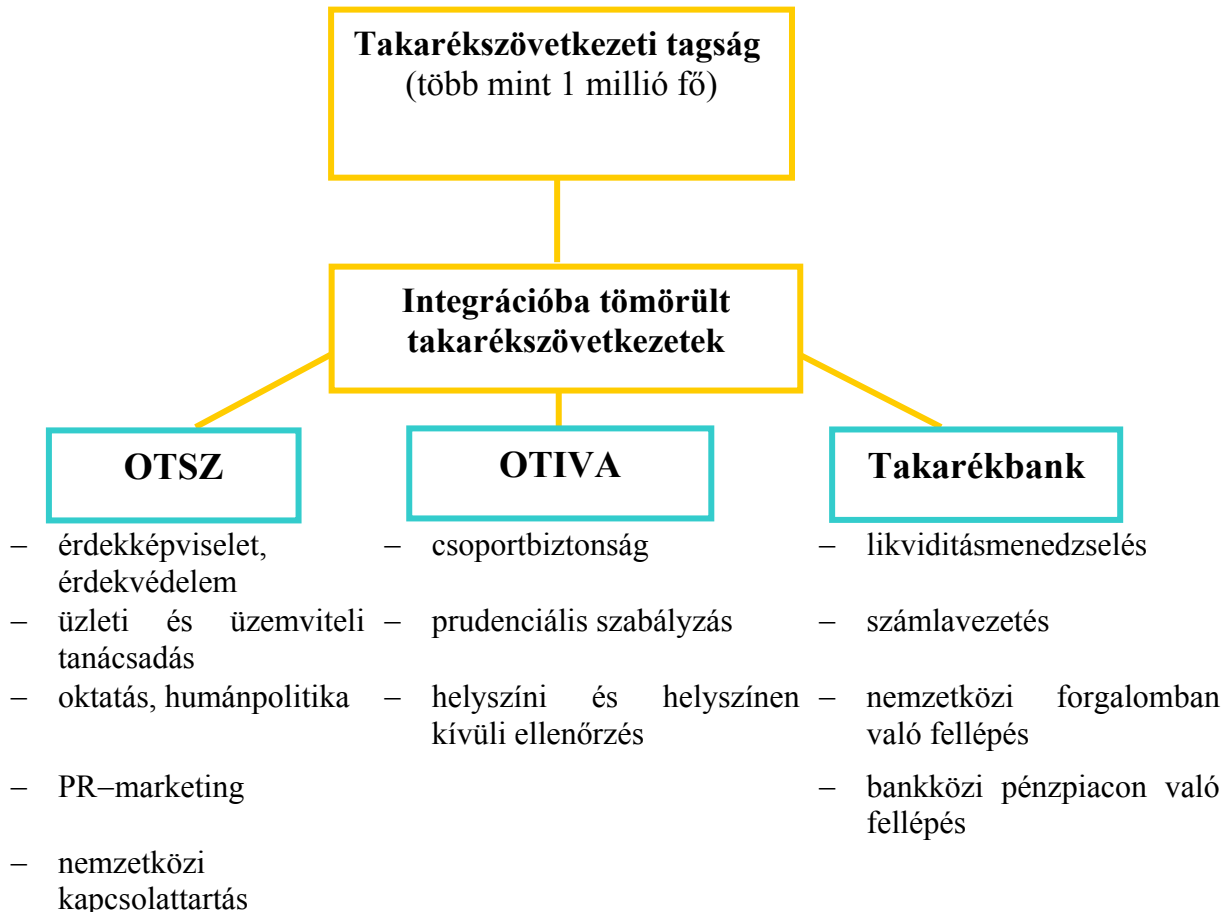 Takarékszövetkezeti tagság
(több mint 1 millió fő)
Integrációba tömörült
takarékszövetkezetek
OTSZ
OTIVA
Takarékbank
– érdekképviselet,
érdekvédelem
– üzleti és üzemviteli
tanácsadás
– oktatás, humánpolitika
– PR–marketing
– nemzetközi
kapcsolattartás
– csoportbiztonság
– prudenciális szabályzás
– helyszíni és helyszínen
kívüli ellenőrzés
– likviditásmenedzselés
– számlavezetés
– nemzetközi forgalomban
való fellépés
– bankközi pénzpiacon való
fellépés